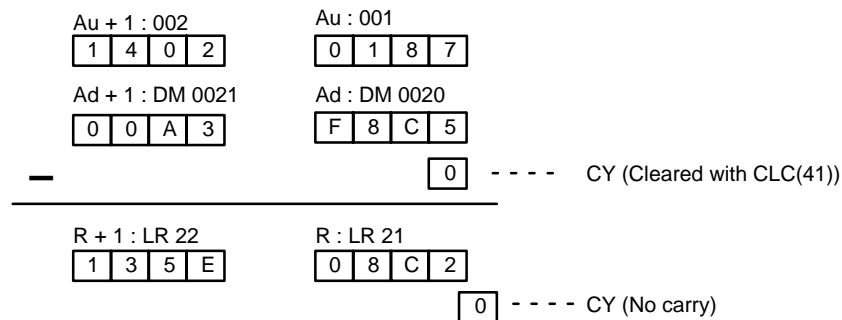 Au + 1 : 002 Au : 001
1 4 0 2 0 1 8 7
Ad + 1 : DM 0021 Ad : DM 0020
0 0 A 3 F 8 C 5
– 0 - - - - CY (Cleared with CLC(41))
R + 1 : LR 22 R : LR 21
1 3 5 E 0 8 C 2
0 - - - - CY (No carry)